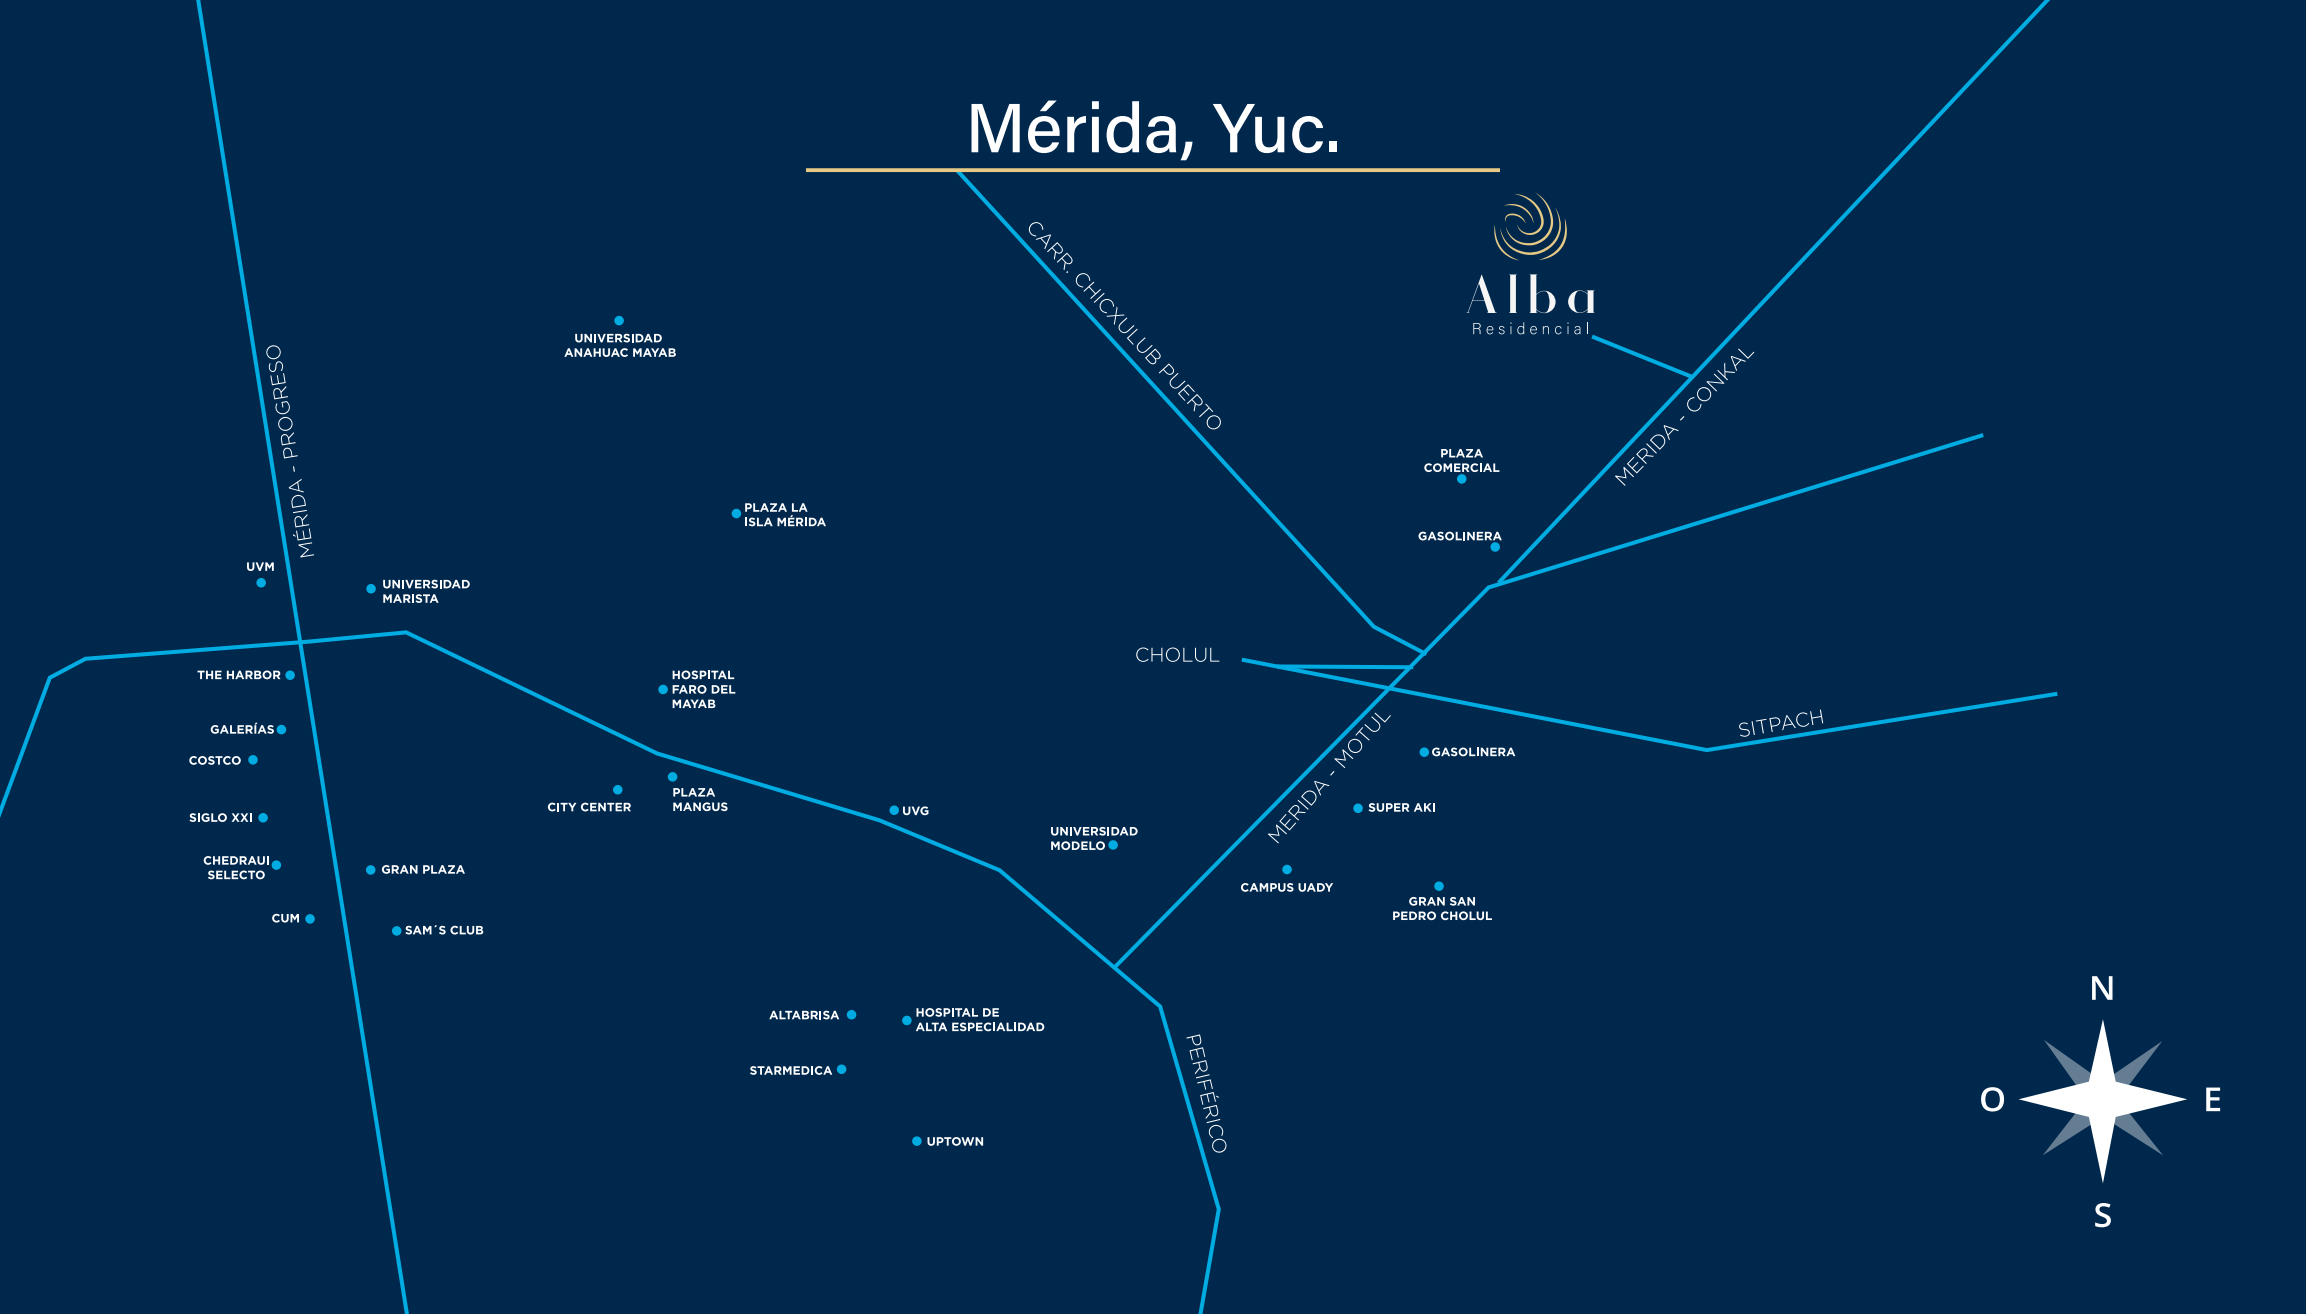 Mérida, Yuc.
CARR. CHICXULUB PUERTO
Alba
Residencial
MÉRIDA - PROGRESO
UNIVERSIDAD
ANAHUAC MAYAB
MERIDA - CONKAL
PLAZA
COMERCIAL
PLAZA LA
ISLA MÉRIDA
GASOLINERA
UVM
UNIVERSIDAD
MARISTA
CHOLUL
THE HARBOR
HOSPITAL
FARO DEL
MAYAB
SITPACH
GALERÍAS
COSTCO
MERIDA - MOTUL
GASOLINERA
CITY CENTER
PLAZA
MANGUS
UVG
SUPER AKI
SIGLO XXI
UNIVERSIDAD
MODELO
CHEDRAUI
SELECTO
GRAN PLAZA
CAMPUS UADY
GRAN SAN
PEDRO CHOLUL
CUM
SAM´S CLUB
ALTABRISA
HOSPITAL DE
ALTA ESPECIALIDAD
STARMEDICA
PERIFÉRICO
UPTOWN
N
O
E
S